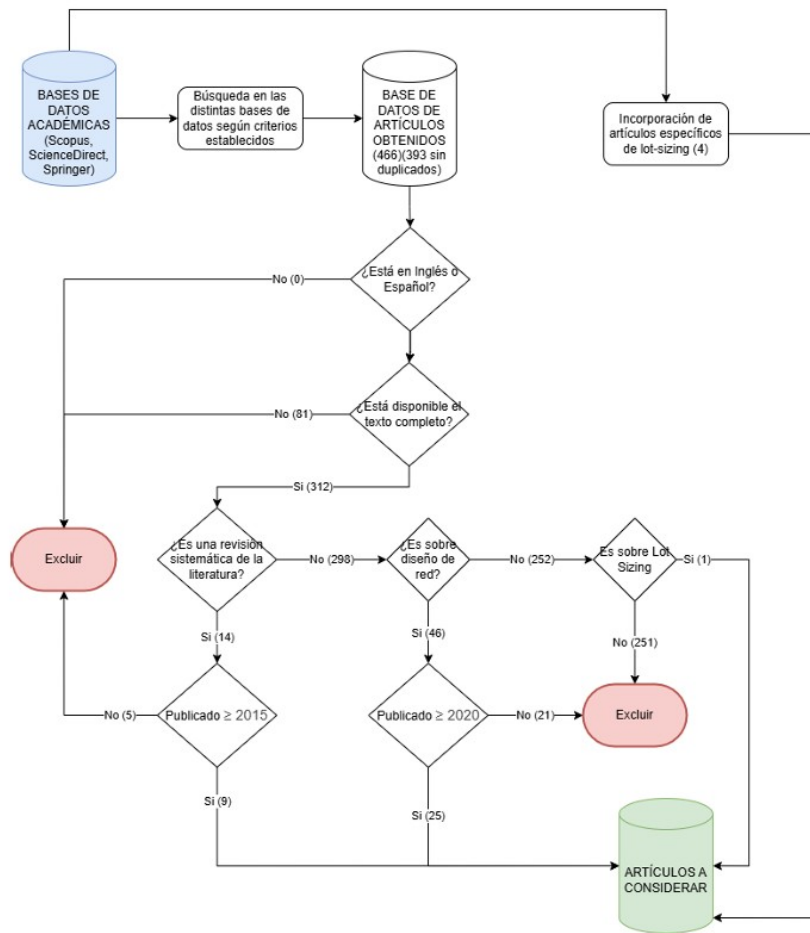 BASES DE
DATOS
ACADÉMICAS
(Scopus,
ScienceDirect,
Springer)
Búsqueda en las
distintas bases de
datos según criterios
establecidos
BASE DE
DATOS DE
ARTÍCULOS
OBTENIDOS
(466)(393 sin
duplicados)
Incorporación de
artículos específicos
de lot-sizing (4)
¿Está en Inglés o
Español?
No (0)
¿Está disponible el
texto completo?
No (81)
Si (312)
Excluir
¿Es una revisión
sistemática de la
literatura?
No (298)
¿Es sobre
diseño de
red?
No (252)
Es sobre Lot
Sizing
Si (1)
Si (14)
Si (46)
No (251)
No (5)
Publicado ≥ 2015
Publicado ≥ 2020
No (21)
Excluir
Si (9)
Si (25)
ARTÍCULOS A
CONSIDERAR